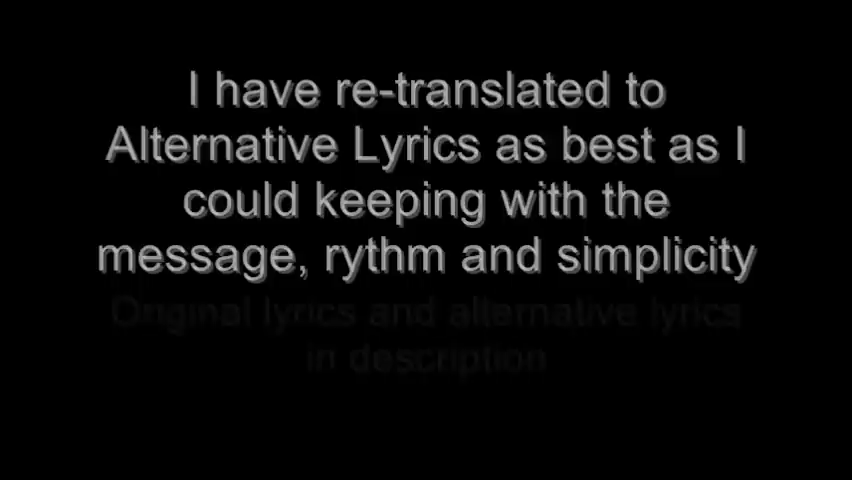 I have re-translated to
Alternative Lyrics as best as I
could keeping with the
message, rythm and simplicity
Original lyrics and alternative lyrics
in description